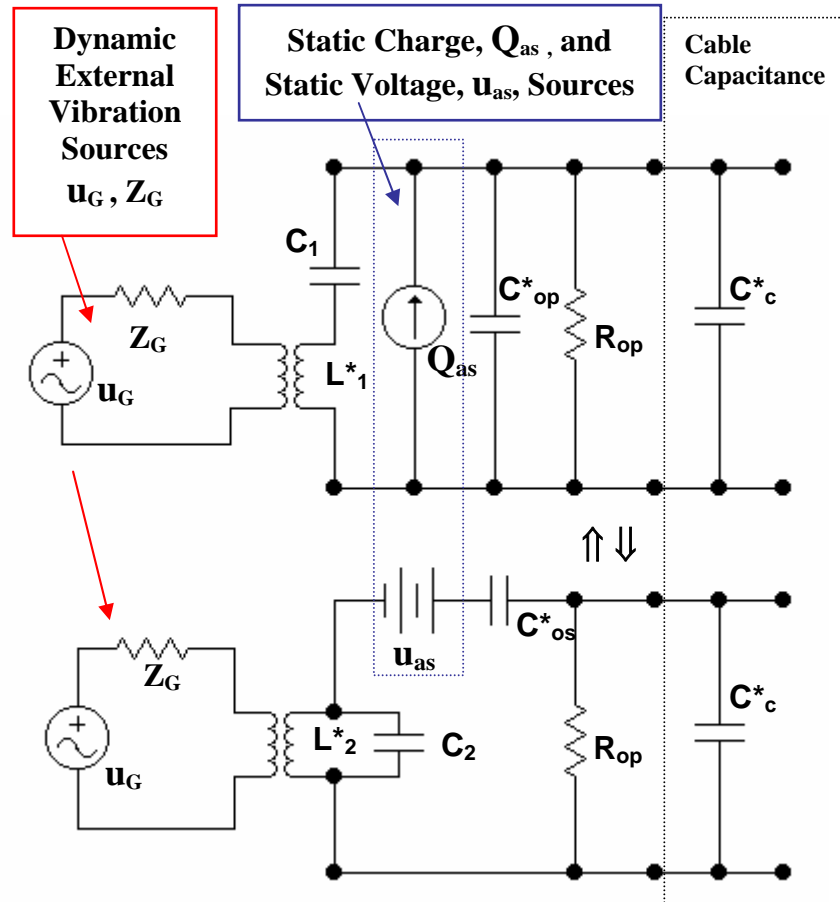 Dynamic
External
Vibration
Sources
uG , ZG
Static Charge, Qas , and
Static Voltage, uas, Sources
Cable
Capacitance
C1
ZG
+
uG
L*1
Qas
C*op
Rop
C*c
⇑⇓
ZG
+
uG
L*2
C2
uas
C*os
Rop
C*c